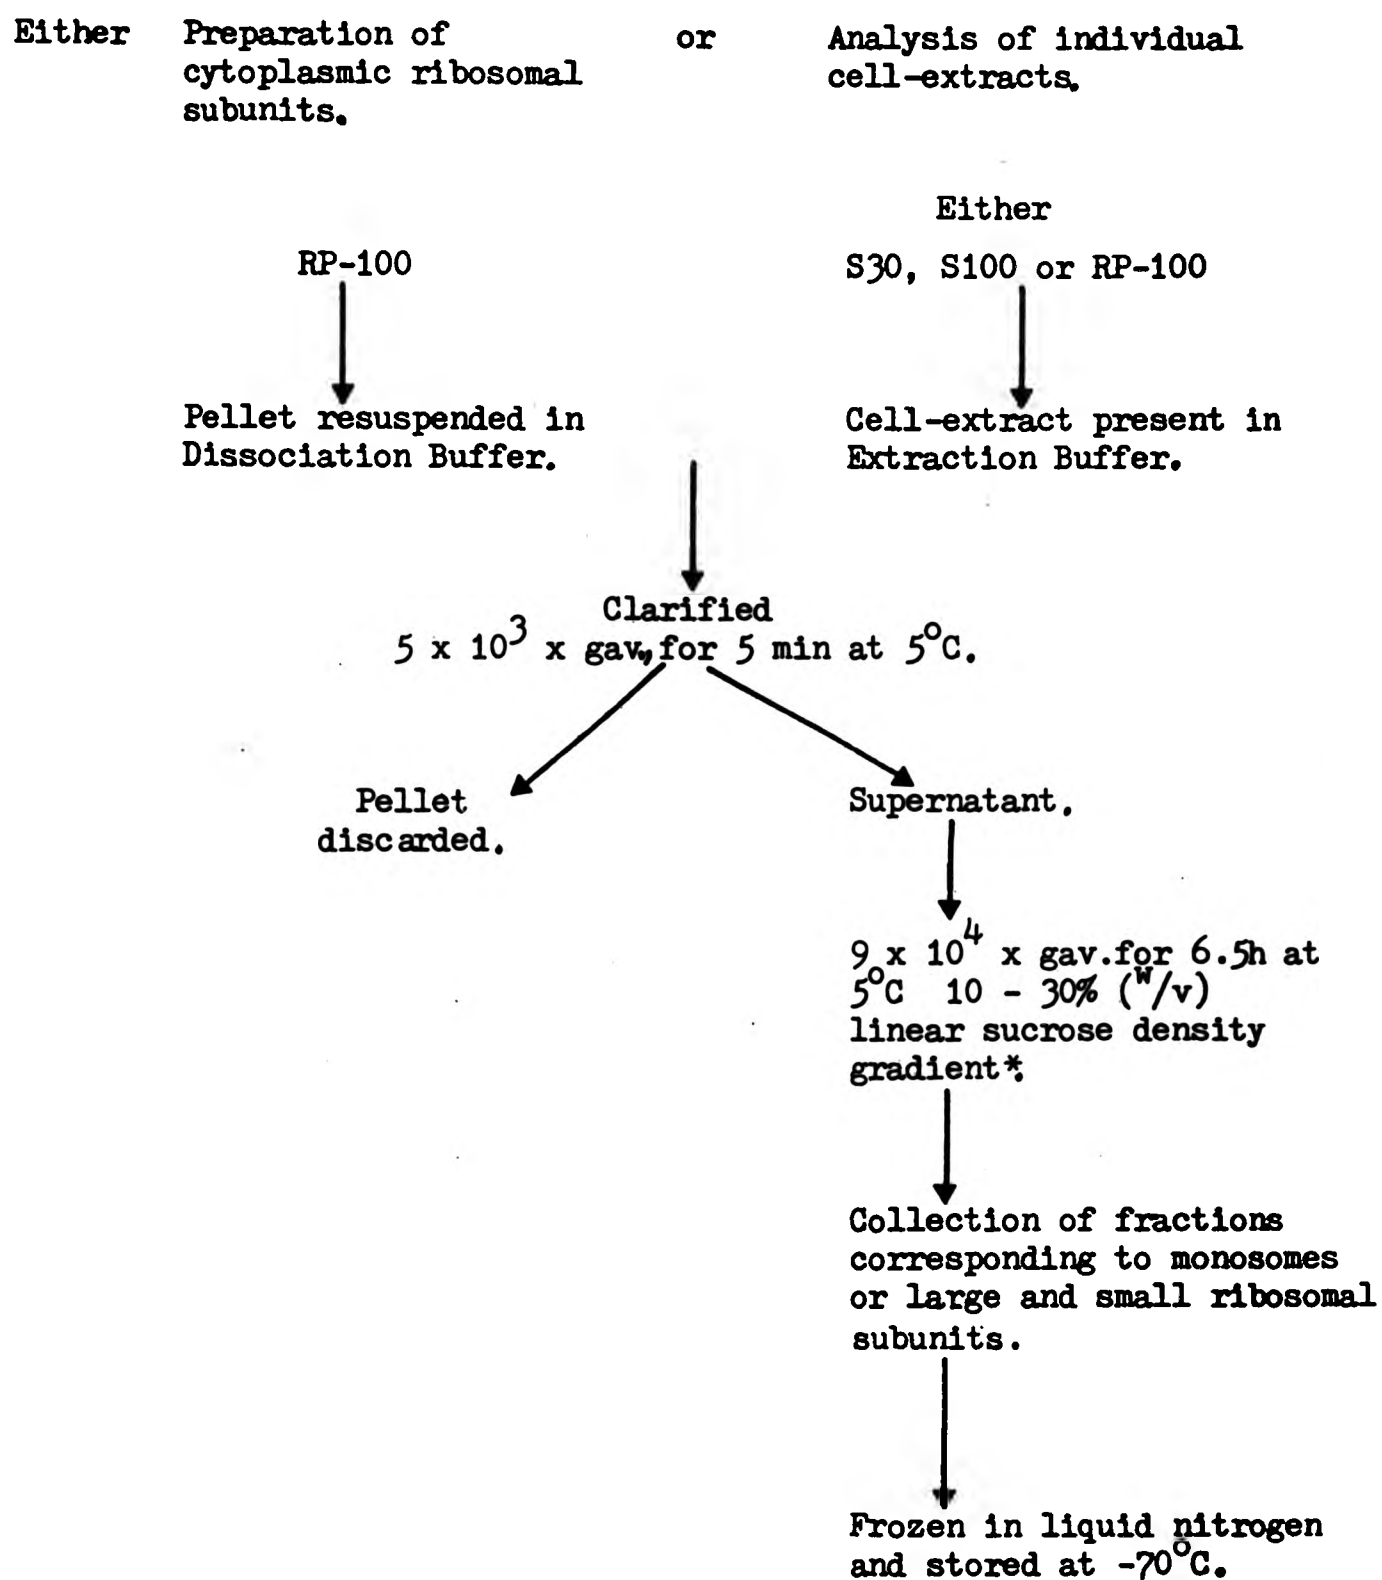 Either Preparation of or Analysis of individual
cytoplasmic ribosomal cell-extracts.
subunits.
Either
RP-100 S30, S100 or RP-100
Pellet resuspended in Cell-extract present in
Dissociation Buffer. Extraction Buffer.
Clarified
5 x 10³ x gav., for 5 min at 5°C.
Pellet Supernatant.
discarded.
9 x 10⁴ x gav. for 6.5h at
5°C 10 - 30% (w/v)
linear sucrose density
gradient*.
Collection of fractions
corresponding to monosomes
or large and small ribosomal
subunits.
Frozen in liquid nitrogen
and stored at -70°C.